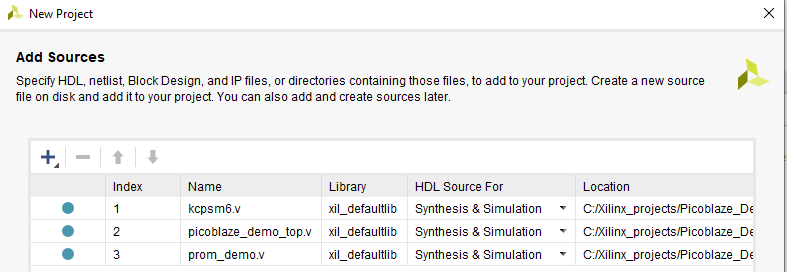 New Project
Add Sources
Specify HDL, netlist, Block Design, and IP files, or directories containing those files, to add to your project. Create a new source
file on disk and add it to your project. You can also add and create sources later.
Index Name Library HDL Source For Location
1 kcpsm6.v xil_defaultlib Synthesis & Simulation C:/Xilinx_projects/Picoblaze_De
2 picoblaze_demo_top.v xil_defaultlib Synthesis & Simulation C:/Xilinx_projects/Picoblaze_De
3 prom_demo.v xil_defaultlib Synthesis & Simulation C:/Xilinx_projects/Picoblaze_De